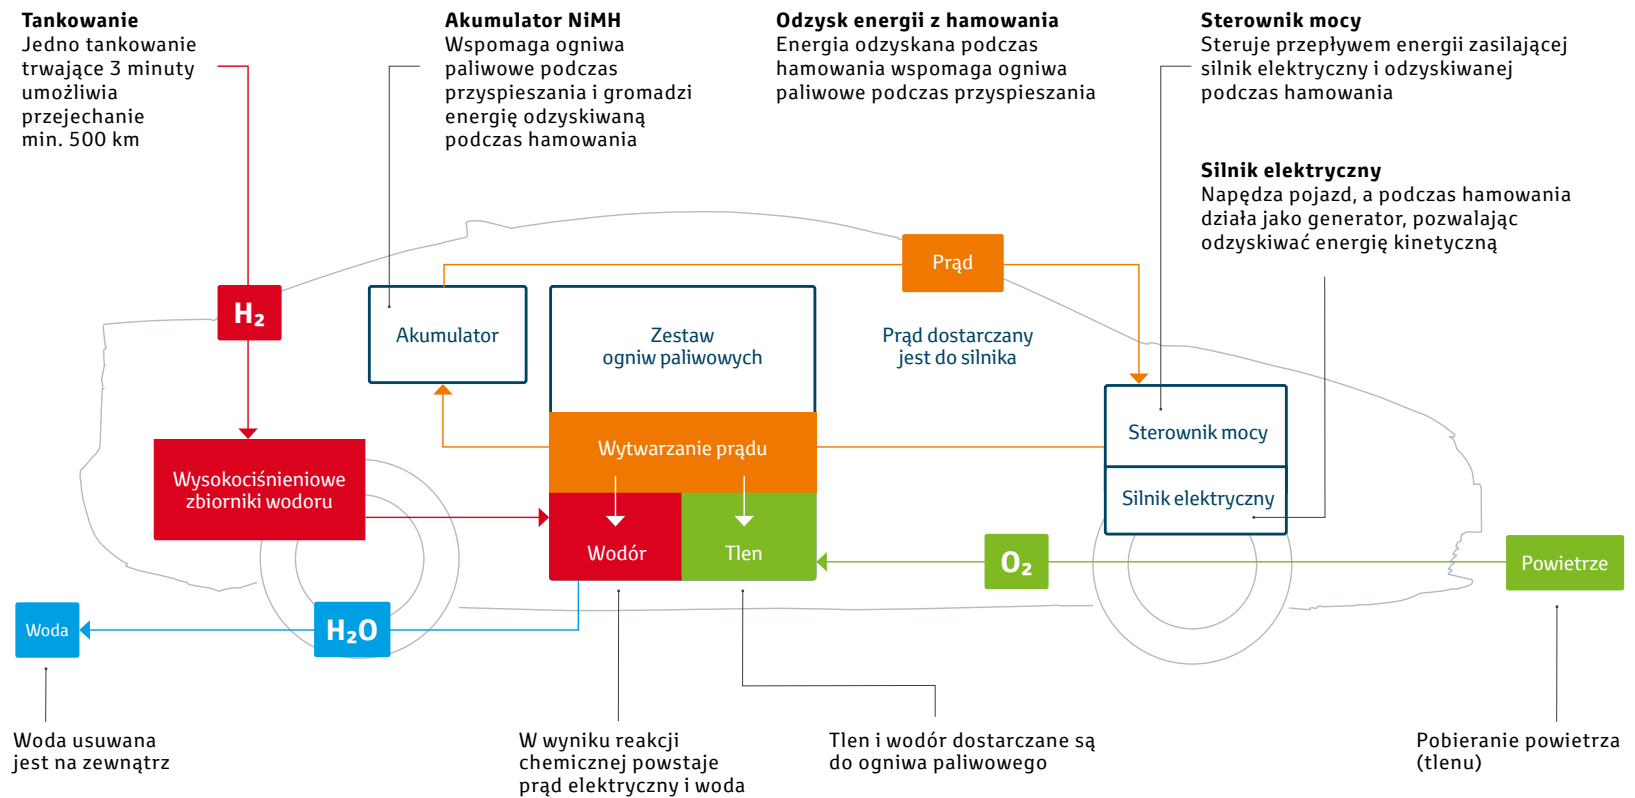 Tankowanie
Jedno tankowanie
trwające 3 minuty
umożliwia
przejechanie
min. 500 km
Akumulator NiMH
Wspomaga ogniwa
paliwowe podczas
przyspieszania i gromadzi
energię odzyskiwaną
podczas hamowania
Odzysk energii z hamowania
Energia odzyskana podczas
hamowania wspomaga ogniwa
paliwowe podczas przyspieszania
Sterownik mocy
Steruje przepływem energii zasilającej
silnik elektryczny i odzyskiwanej
podczas hamowania
Silnik elektryczny
Napędza pojazd, a podczas hamowania
działa jako generator, pozwalając
odzyskiwać energię kinetyczną
Prąd
H₂
Akumulator
Zestaw
ogniw paliwowych
Prąd dostarczany
jest do silnika
Sterownik mocy
Silnik elektryczny
Wytwarzanie prądu
Wysokociśnieniowe
zbiorniki wodoru
Wodór
Tlen
O₂
Powietrze
Woda
H₂O
Woda usuwana
jest na zewnątrz
W wyniku reakcji
chemicznej powstaje
prąd elektryczny i woda
Tlen i wodór dostarczane są
do ogniwa paliwowego
Pobieranie powietrza
(tlenu)